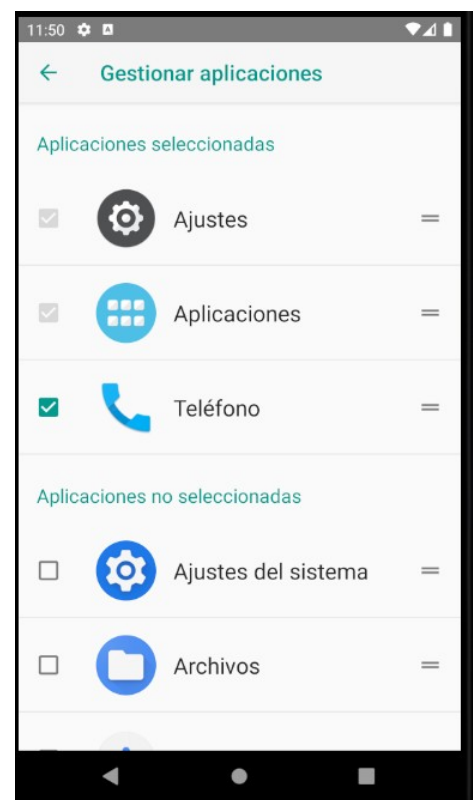 11:50
Gestionar aplicaciones
Aplicaciones seleccionadas
Ajustes
Aplicaciones
Teléfono
Aplicaciones no seleccionadas
Ajustes del sistema
Archivos